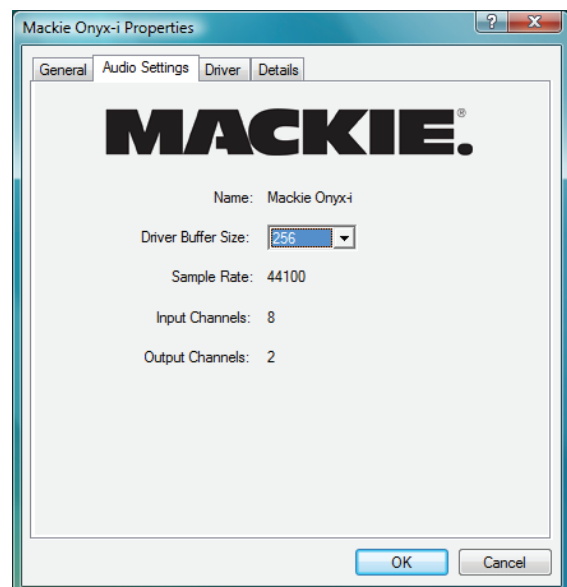 Mackie Onyx-i Properties
General Audio Settings Driver Details
MACKIE.®
Name: Mackie Onyx-i
Driver Buffer Size: 256
Sample Rate: 44100
Input Channels: 8
Output Channels: 2
OK Cancel